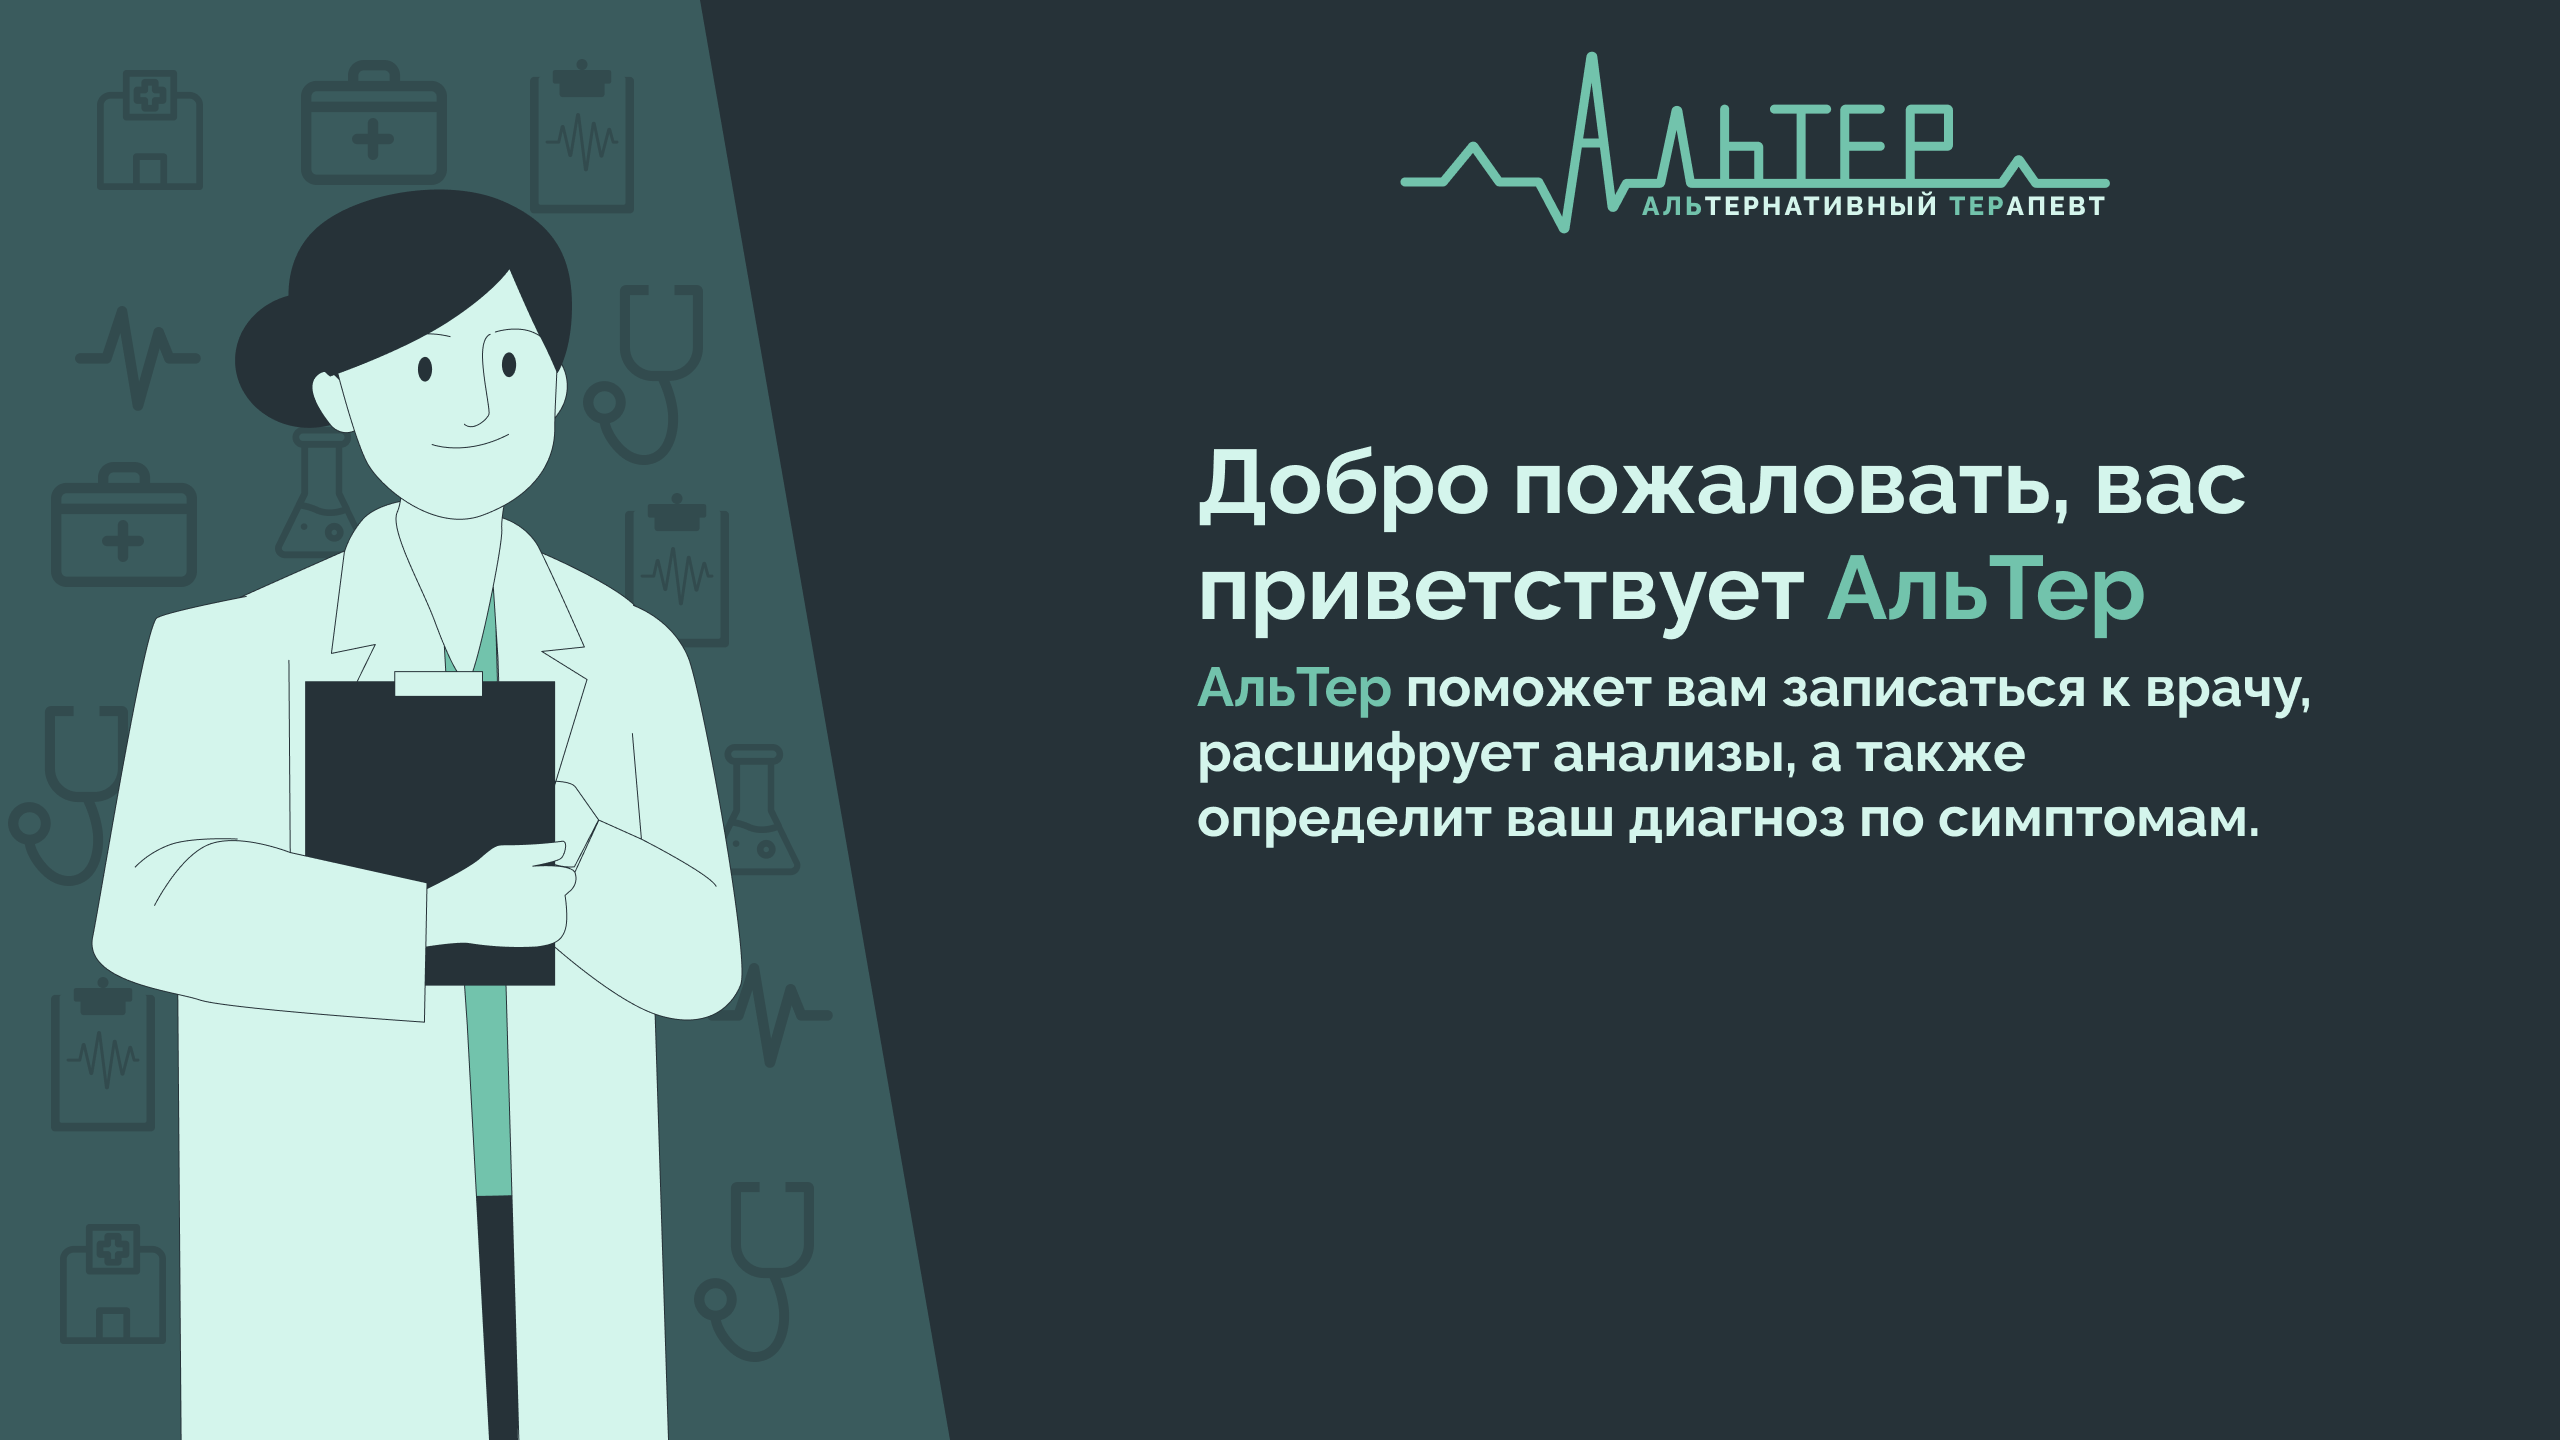 АльТЕР
АЛЬТЕРНАТИВНЫЙ ТЕРАПЕВТ
Добро пожаловать, вас
приветствует АльТер
АльТер поможет вам записаться к врачу,
расшифрует анализы, а также
определит ваш диагноз по симптомам.